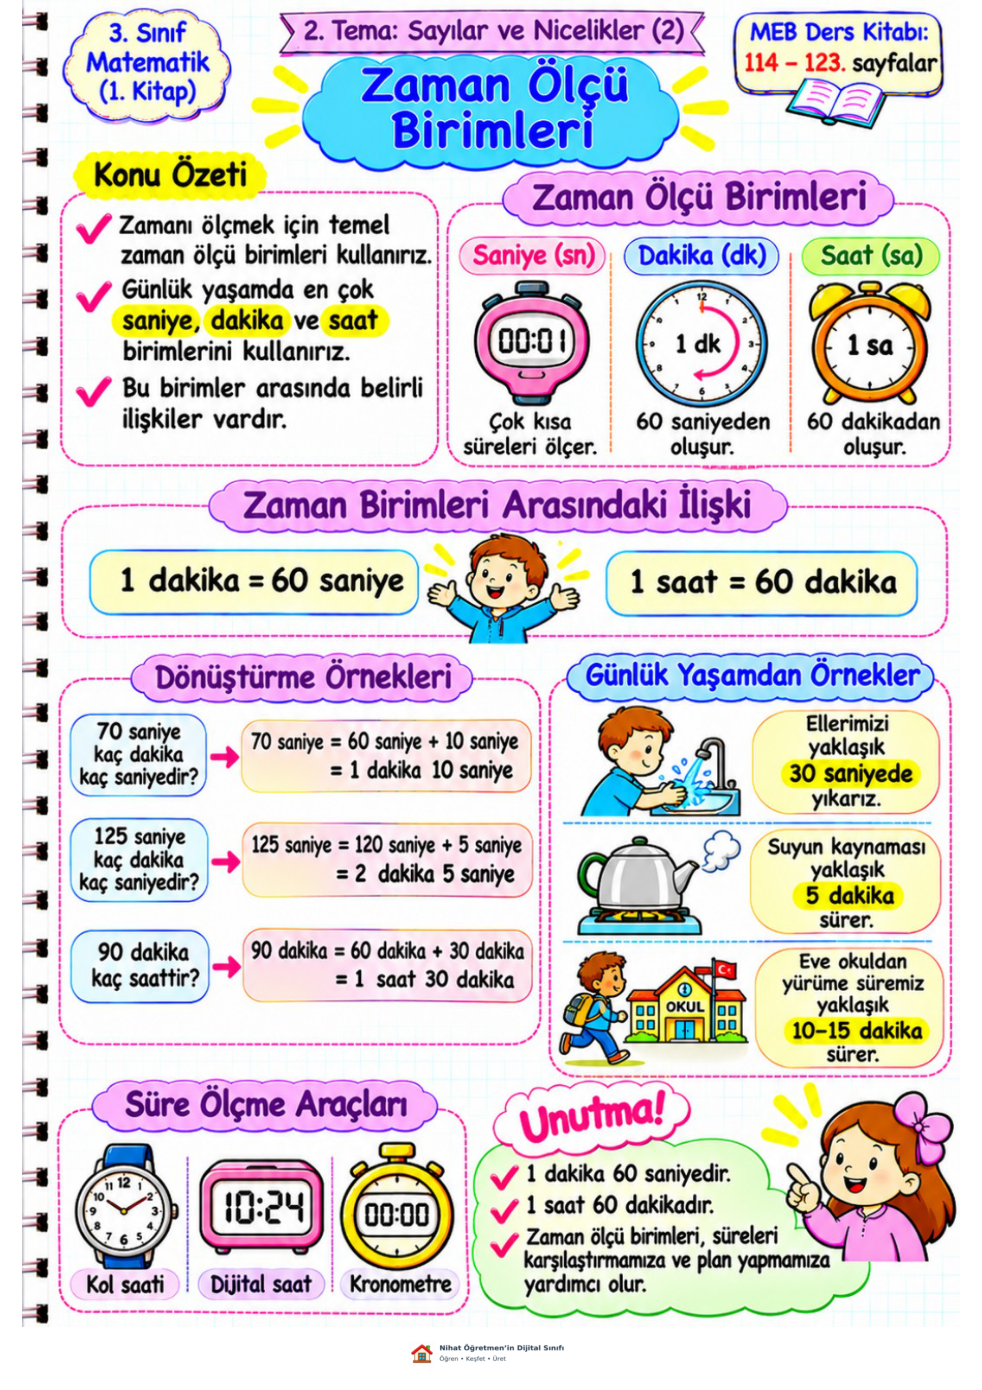 3. Sınıf
Matematik
(1. Kitap)
2. Tema: Sayılar ve Nicelikler (2)
Zaman Ölçü
Birimleri
MEB Ders Kitabı:
114 – 123. sayfalar
Konu Özeti
Zamanı ölçmek için temel
zaman ölçü birimleri kullanırız.
Günlük yaşamda en çok
saniye, dakika ve saat
birimlerini kullanırız.
Bu birimler arasında belirli
ilişkiler vardır.
Zaman Ölçü Birimleri
Saniye (sn)
00:01
Çok kısa
süreleri ölçer.
Dakika (dk)
12
1 dk
60 saniyeden
oluşur.
Saat (sa)
1 sa
60 dakikadan
oluşur.
Zaman Birimleri Arasındaki İlişki
1 dakika = 60 saniye
1 saat = 60 dakika
Dönüştürme Örnekleri
70 saniye
kaç dakika
kaç saniyedir?
70 saniye = 60 saniye + 10 saniye
= 1 dakika 10 saniye
125 saniye
kaç dakika
kaç saniyedir?
125 saniye = 120 saniye + 5 saniye
= 2 dakika 5 saniye
90 dakika
kaç saattir?
90 dakika = 60 dakika + 30 dakika
= 1 saat 30 dakika
Günlük Yaşamdan Örnekler
Ellerimizi
yaklaşık
30 saniyede
yıkarız.
Suyun kaynaması
yaklaşık
5 dakika
sürer.
OKUL
Eve okuldan
yürüme süremiz
yaklaşık
10–15 dakika
sürer.
Süre Ölçme Araçları
Kol saati
10:24
Dijital saat
00:00
Kronometre
Unutma!
1 dakika 60 saniyedir.
1 saat 60 dakikadır.
Zaman ölçü birimleri, süreleri
karşılaştırmamıza ve plan yapmamıza
yardımcı olur.
Nihat Öğretmen'in Dijital Sınıfı
Öğren • Keşfet • Üret